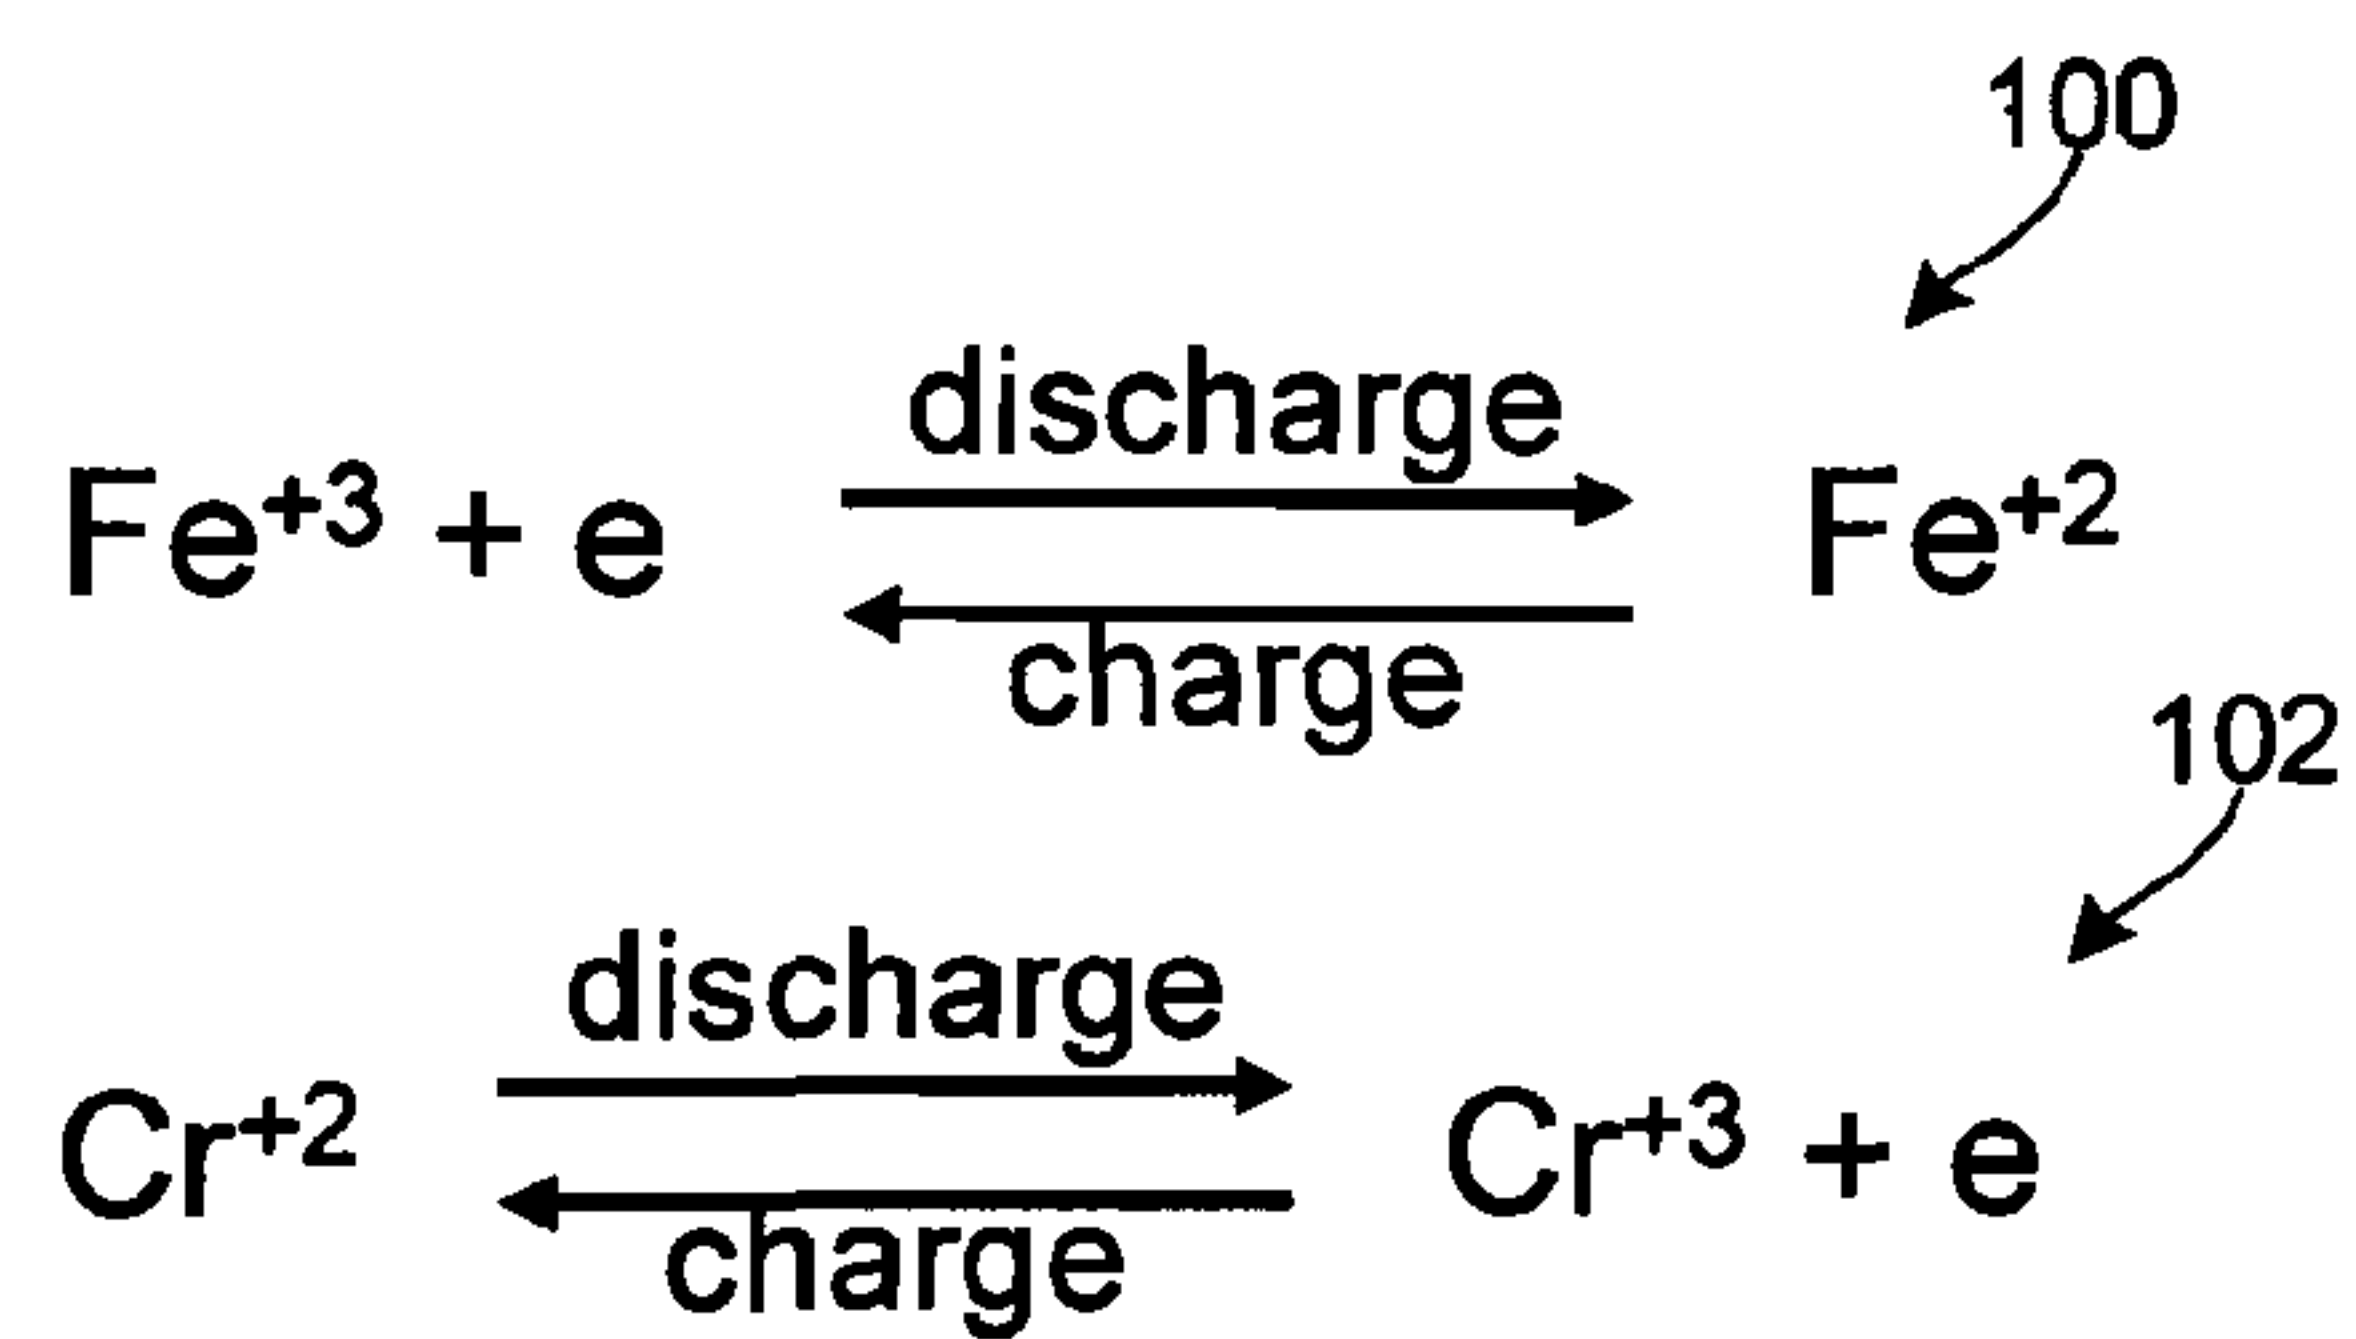 100
discharge
Fe+3 + e Fe+2
charge
102
discharge
Cr+2 Cr+3 + e
charge